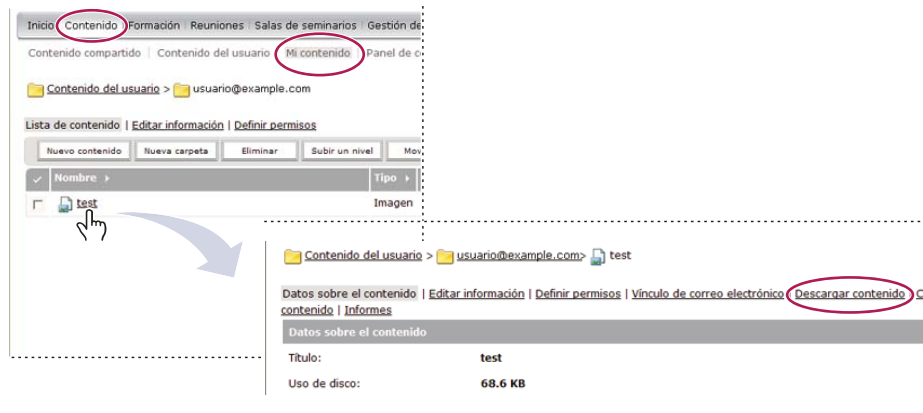 Inicio Contenido Formación Reuniones Salas de seminarios Gestión de
Contenido compartido | Contenido del usuario Mi contenido Panel de
Contenido del usuario > usuario@example.com
Lista de contenido | Editar información | Definir permisos
Nuevo contenido Nueva carpeta Eliminar Subir un nivel
Nombre Tipo
test Imagen
Contenido del usuario > usuario@example.com> test
Datos sobre el contenido | Editar información | Definir permisos | Vínculo de correo electrónico Descargar contenido
contenido | Informes
Datos sobre el contenido
Título: test
Uso de disco: 68.6 KB